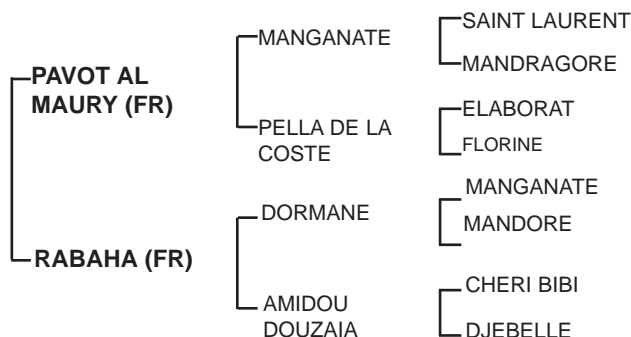 PAVOT AL
MAURY (FR)
RABAHA (FR)
MANGANATE
PELLA DE LA
COSTE
DORMANE
AMIDOU
DOUZAIA
SAINT LAURENT
MANDRAGORE
ELABORAT
FLORINE
MANGANATE
MANDORE
CHERI BIBI
DJEBELLE